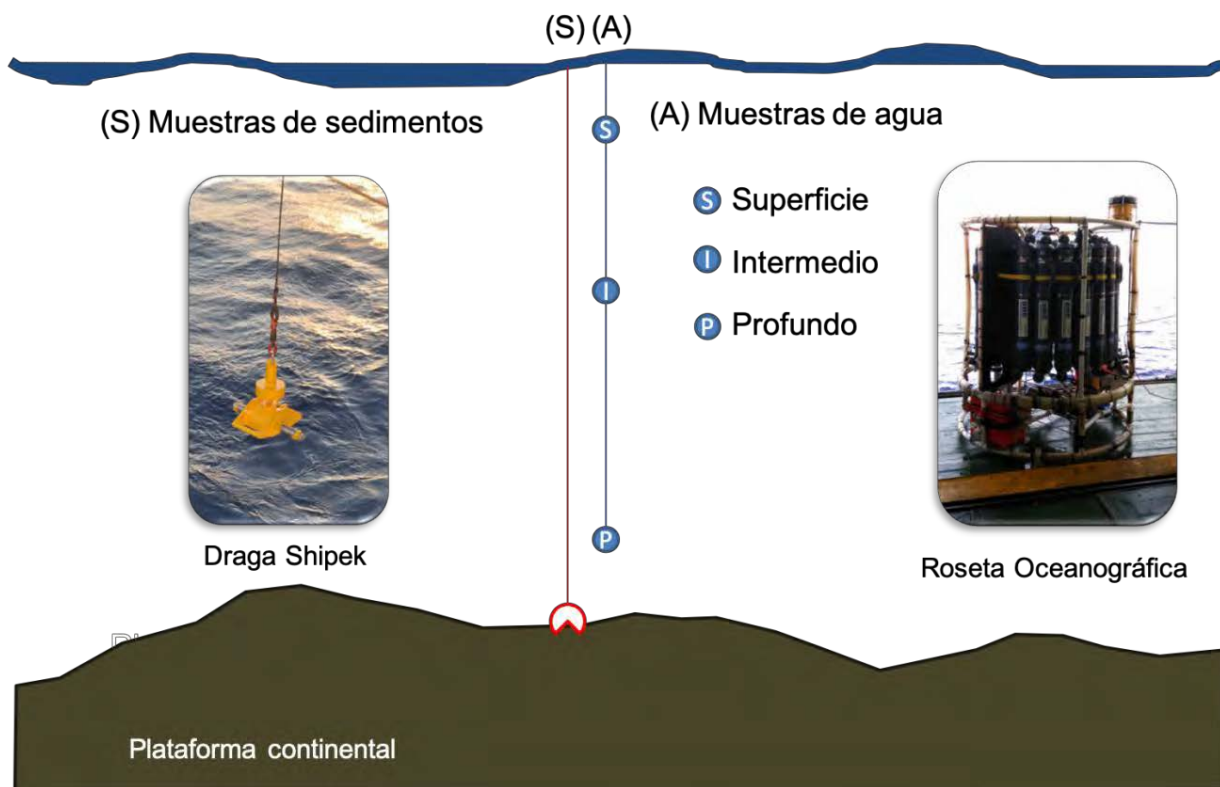 (S) (A)
(S) Muestras de sedimentos
(A) Muestras de agua
S
S Superficie
I Intermedio
I
P Profundo
P
Draga Shipek
Roseta Oceanográfica
Plataforma continental